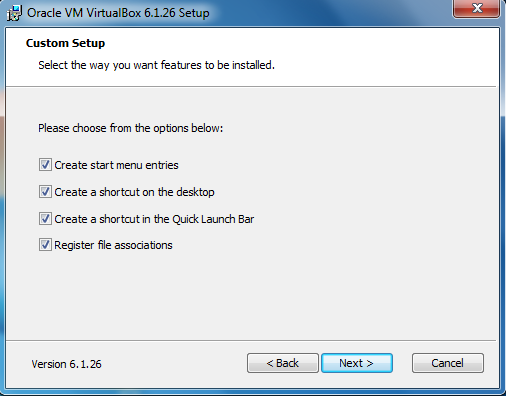 Oracle VM VirtualBox 6.1.26 Setup
Custom Setup
Select the way you want features to be installed.
Please choose from the options below:
Create start menu entries
Create a shortcut on the desktop
Create a shortcut in the Quick Launch Bar
Register file associations
Version 6.1.26
< Back
Next >
Cancel